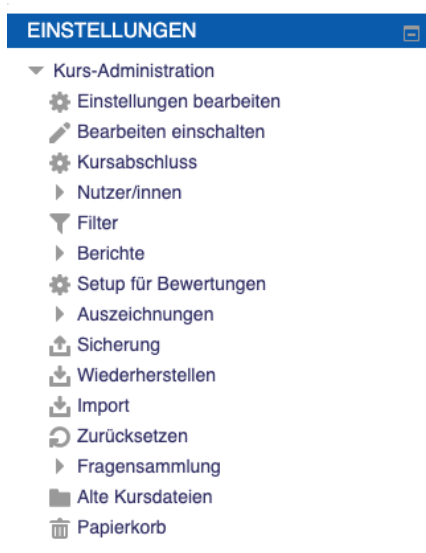 EINSTELLUNGEN
Kurs-Administration
Einstellungen bearbeiten
Bearbeiten einschalten
Kursabschluss
Nutzer/innen
Filter
Berichte
Setup für Bewertungen
Auszeichnungen
Sicherung
Wiederherstellen
Import
Zurücksetzen
Fragensammlung
Alte Kursdateien
Papierkorb